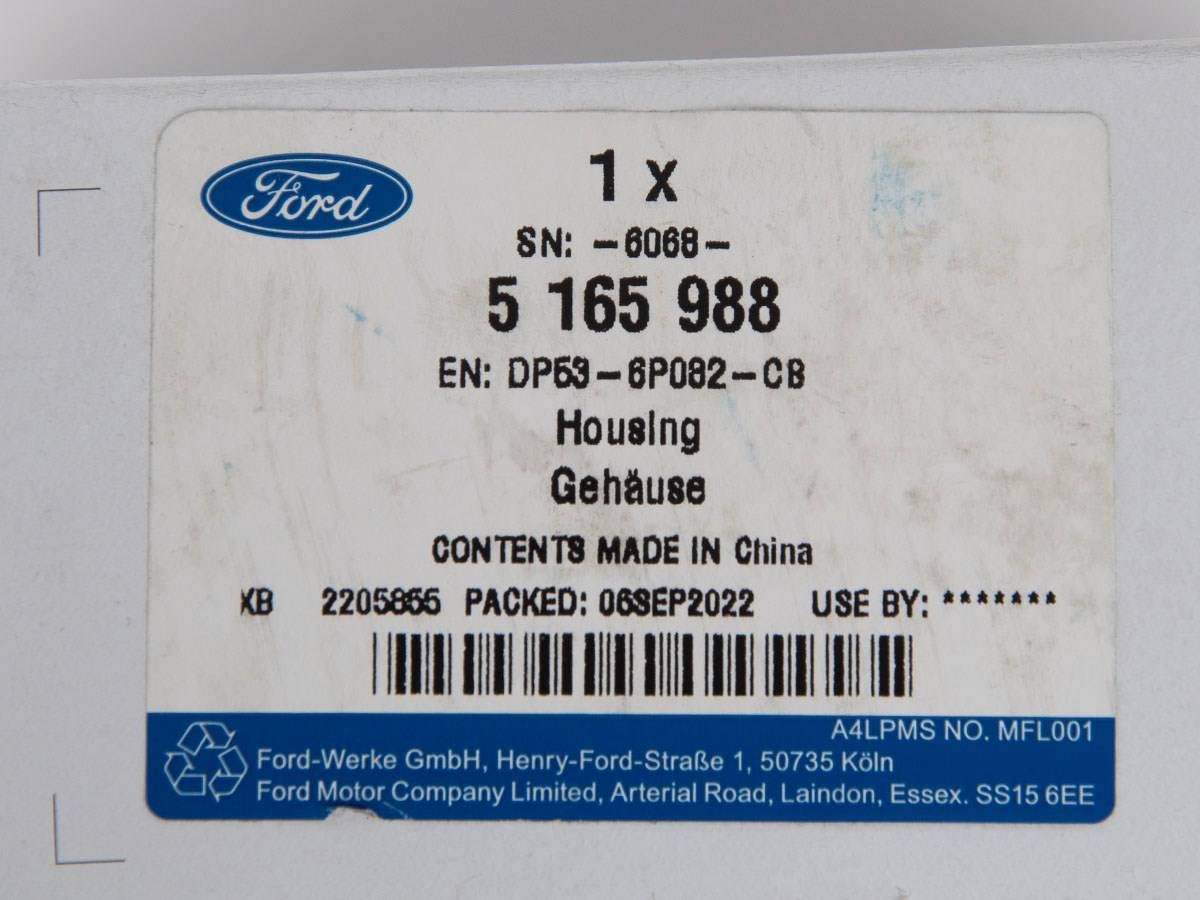 Ford
1 x
SN: -6068-
5 165 988
EN: DP53-6P082-CB
Housing
Gehäuse
CONTENTS MADE IN China
XB 2205855 PACKED: 06SEP2022 USE BY: *******
A4LPMS NO. MFL001
Ford-Werke GmbH, Henry-Ford-Straße 1, 50735 Köln
Ford Motor Company Limited, Arterial Road, Laindon, Essex. SS15 6EE